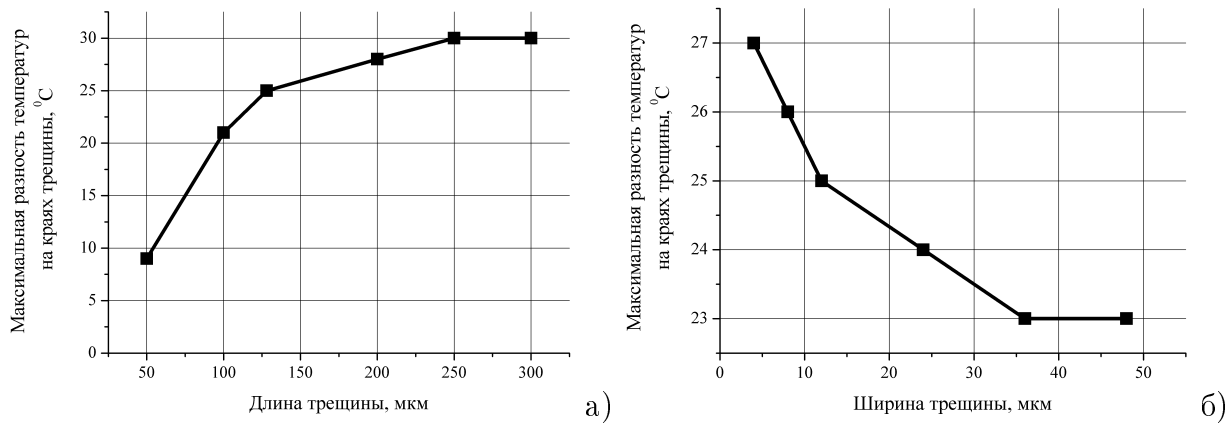 Максимальная разность температур
на краях трещины, ⁰C
30
25
20
15
10
5
0
50 100 150 200 250 300
Длина трещины, мкм
а)
Максимальная разность температур
на краях трещины, ⁰C
27
26
25
24
23
0 10 20 30 40 50
Ширина трещины, мкм
б)